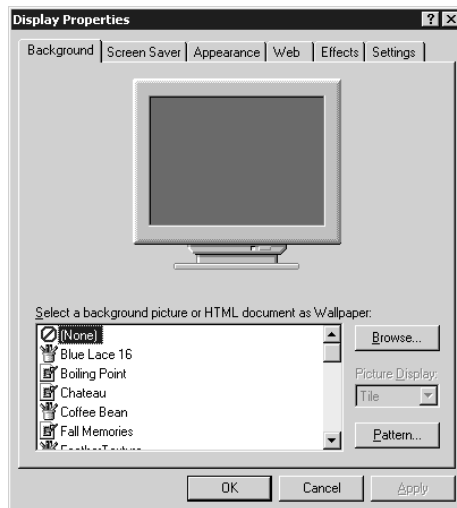 Display Properties
Background Screen Saver Appearance Web Effects Settings
Select a background picture or HTML document as Wallpaper:
(None)
Blue Lace 16
Boiling Point
Chateau
Coffee Bean
Fall Memories
Browse...
Picture Display:
Tile
Pattern...
OK Cancel Apply